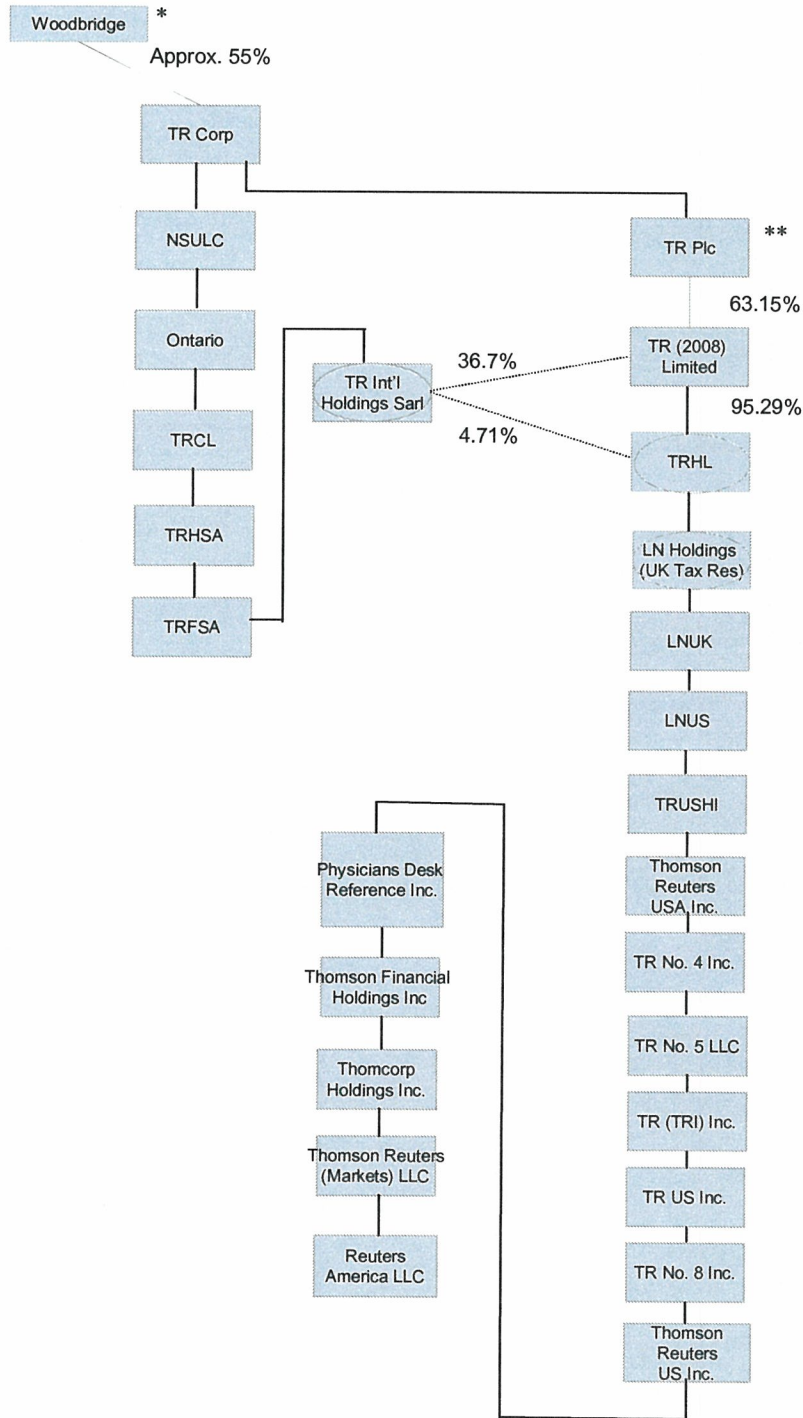 Woodbridge
*
Approx. 55%
TR Corp
NSULC
Ontario
TRCL
TRHSA
TRFSA
TR Int'l
Holdings Sarl
36.7%
4.71%
TR Plc
**
63.15%
TR (2008)
Limited
95.29%
TRHL
LN Holdings
(UK Tax Res)
LNUK
LNUS
TRUSHI
Thomson
Reuters
USA Inc.
TR No. 4 Inc.
TR No. 5 LLC
TR (TRI) Inc.
TR US Inc.
TR No. 8 Inc.
Thomson
Reuters
US Inc.
Physicians Desk
Reference Inc.
Thomson Financial
Holdings Inc
Thomcorp
Holdings Inc.
Thomson Reuters
(Markets) LLC
Reuters
America LLC